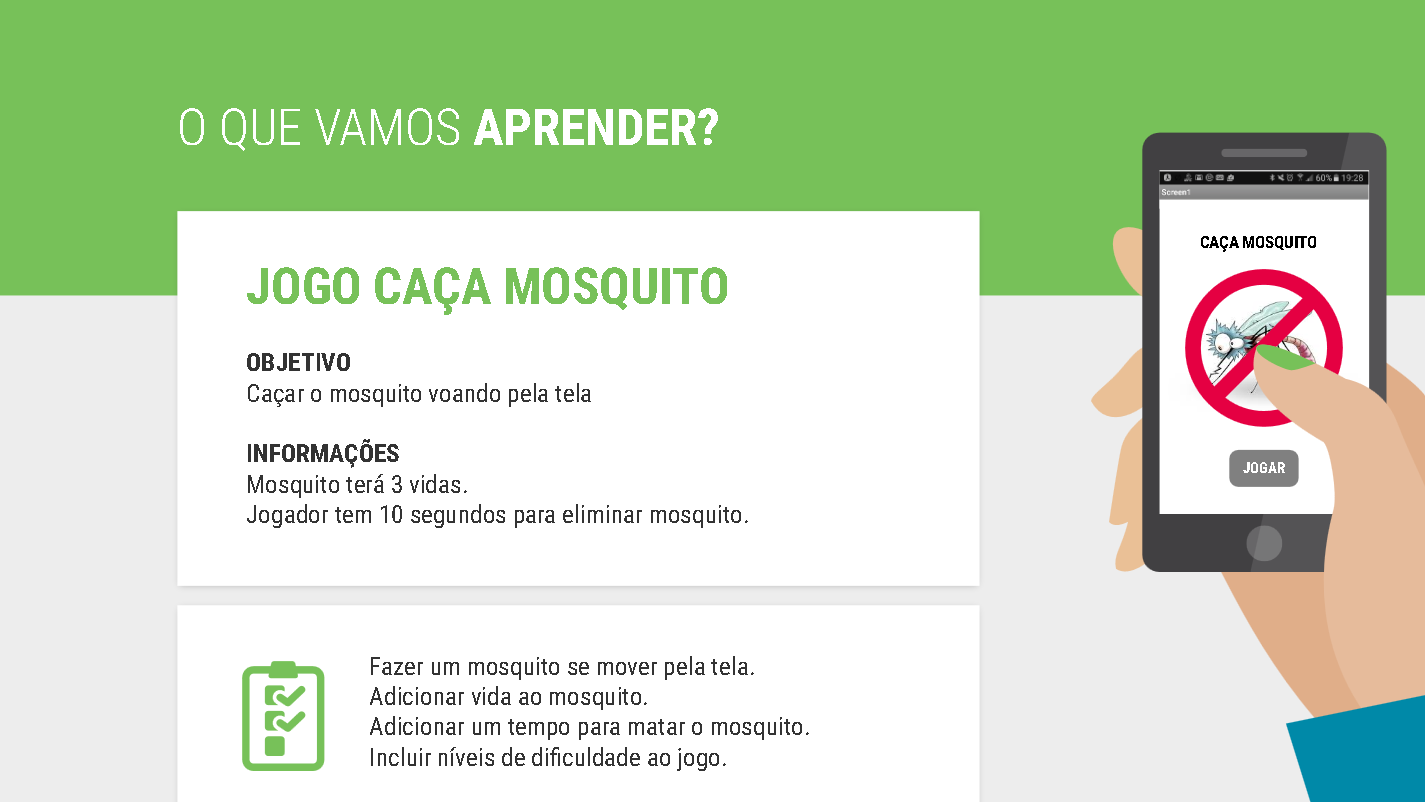 O QUE VAMOS APRENDER?
JOGO CAÇA MOSQUITO
OBJETIVO
Caçar o mosquito voando pela tela
INFORMAÇÕES
Mosquito terá 3 vidas.
Jogador tem 10 segundos para eliminar mosquito.
Fazer um mosquito se mover pela tela.
Adicionar vida ao mosquito.
Adicionar um tempo para matar o mosquito.
Incluir níveis de dificuldade ao jogo.
60% 19:28
Screen1
CAÇA MOSQUITO
JOGAR